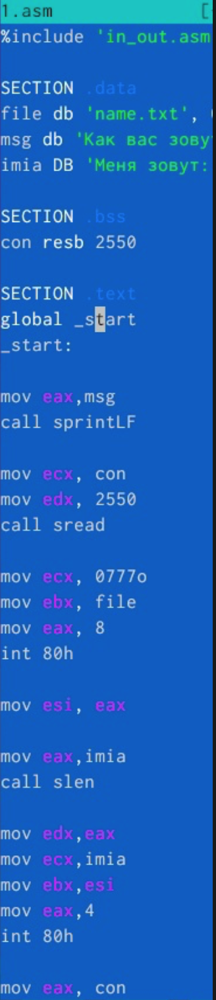 1.asm [
%include 'in_out.asm
SECTION .data
file db 'name.txt',
msg db 'Как вас зову
imia DB 'Меня зовут:
SECTION .bss
con resb 2550
SECTION .text
global _start
_start:
mov eax,msg
call sprintLF
mov ecx, con
mov edx, 2550
call sread
mov ecx, 0777o
mov ebx, file
mov eax, 8
int 80h
mov esi, eax
mov eax,imia
call slen
mov edx,eax
mov ecx,imia
mov ebx,esi
mov eax,4
int 80h
mov eax, con